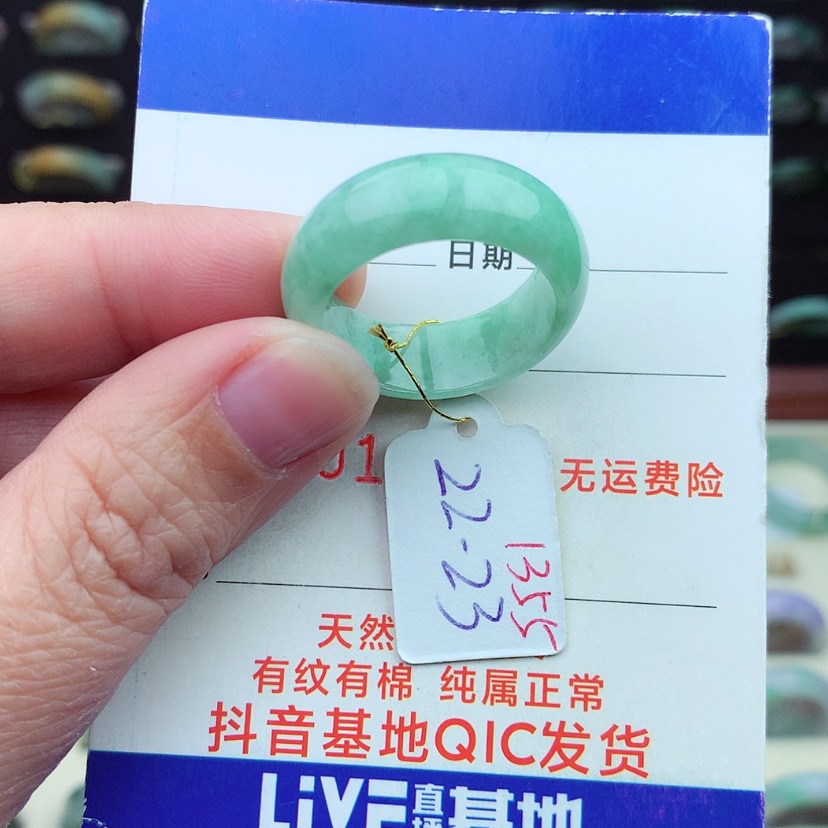 日期
01
无运费险
22-23
1355
天然
有纹有棉 纯属正常
抖音基地QIC发货
LiVE直播基地